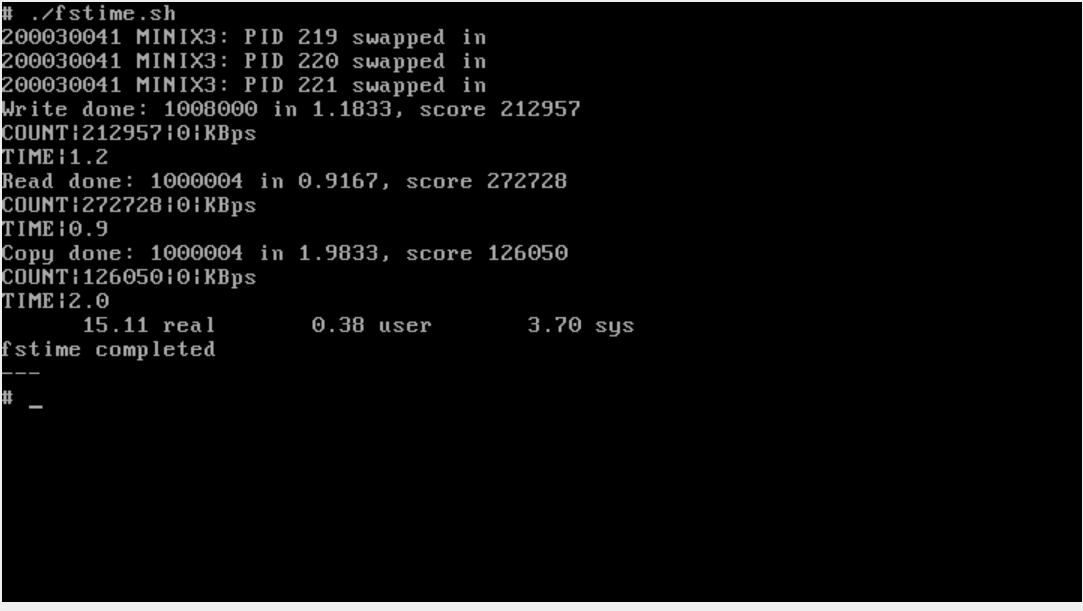 # ./fstime.sh
200030041 MINIX3: PID 219 swapped in
200030041 MINIX3: PID 220 swapped in
200030041 MINIX3: PID 221 swapped in
Write done: 1008000 in 1.1833, score 212957
COUNT|212957|0|KBps
TIME|1.2
Read done: 1000004 in 0.9167, score 272728
COUNT|272728|0|KBps
TIME|0.9
Copy done: 1000004 in 1.9833, score 126050
COUNT|126050|0|KBps
TIME|2.0
      15.11 real       0.38 user       3.70 sys
fstime completed
---
# _